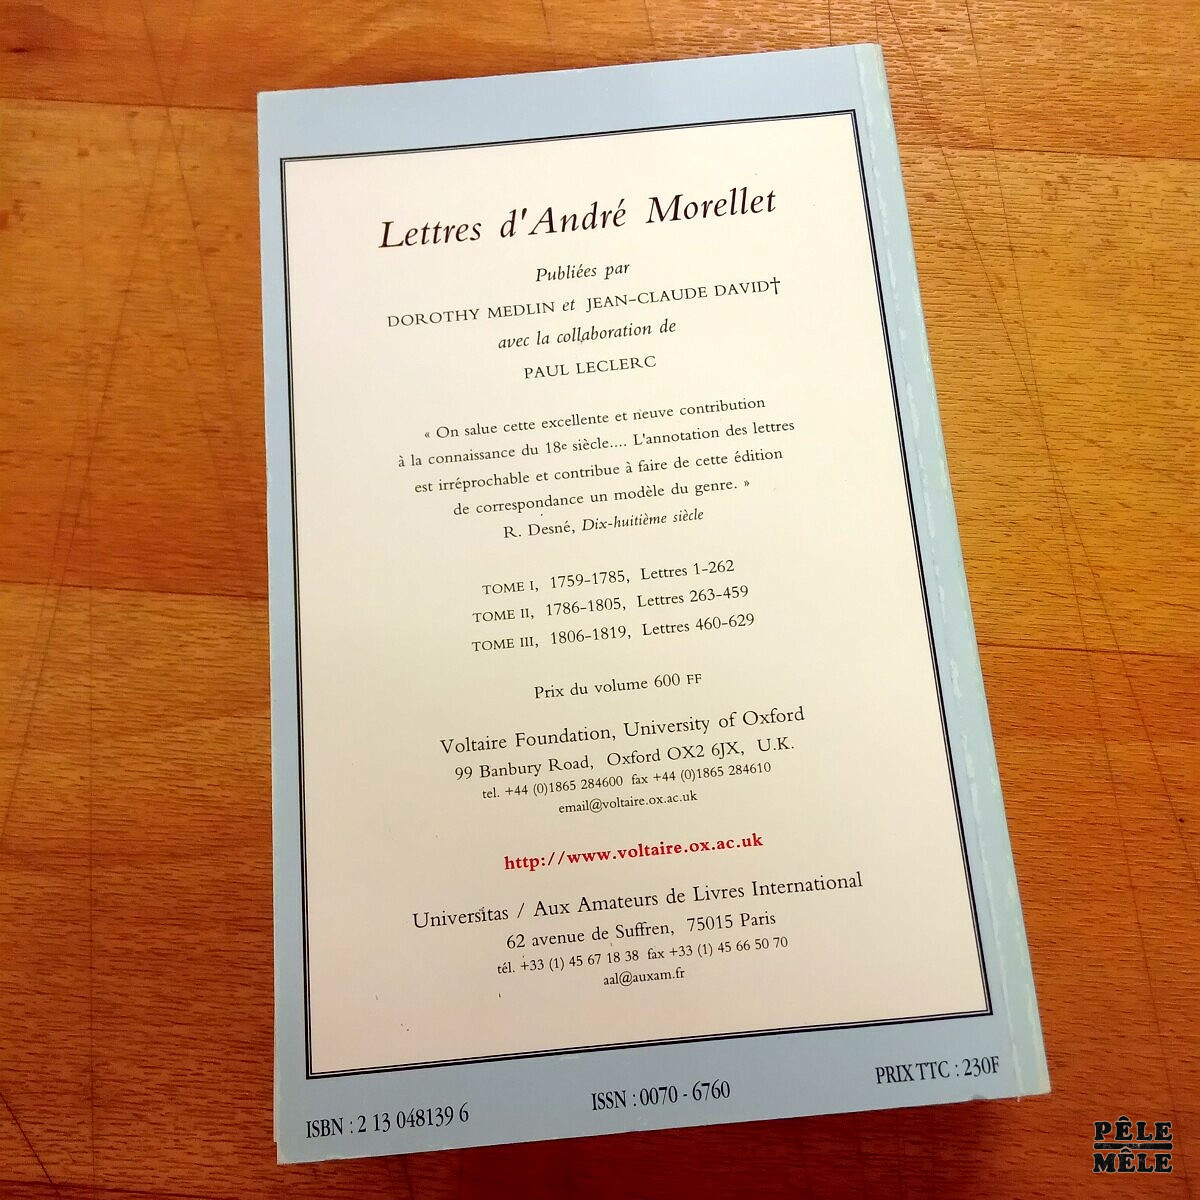 Lettres d'André Morellet
Publiées par
DOROTHY MEDLIN et JEAN-CLAUDE DAVID†
avec la collaboration de
PAUL LECLERC
« On salue cette excellente et neuve contribution
à la connaissance du 18e siècle.... L'annotation des lettres
est irréprochable et contribue à faire de cette édition
de correspondance un modèle du genre. »
R. Desné, Dix-huitième siècle
TOME I, 1759-1785, Lettres 1-262
TOME II, 1786-1805, Lettres 263-459
TOME III, 1806-1819, Lettres 460-629
Prix du volume 600 FF
Voltaire Foundation, University of Oxford
99 Banbury Road, Oxford OX2 6JX, U.K.
tel. +44 (0)1865 284600 fax +44 (0)1865 284610
email@voltaire.ox.ac.uk
http://www.voltaire.ox.ac.uk
Universitas / Aux Amateurs de Livres International
62 avenue de Suffren, 75015 Paris
tél. +33 (1) 45 67 18 38 fax +33 (1) 45 66 50 70
aal@auxam.fr
ISBN : 2 13 048139 6
ISSN : 0070 - 6760
PRIX TTC : 230F
PÊLE
MÊLE